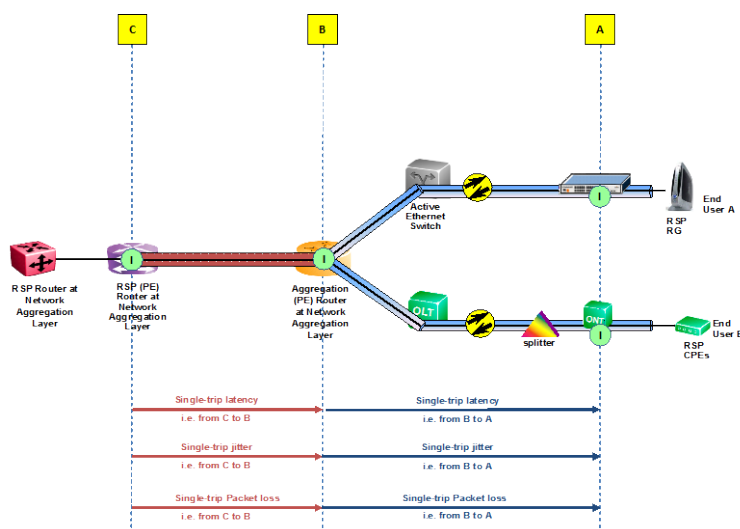 C
B
A
Active
Ethernet
Switch
End
User A
RSP
RG
I
I
I
RSP Router at
Network
Aggregation
Layer
RSP (PE)
Router at
Network
Aggregation
Layer
Aggregation
(PE) Router
at Network
Aggregation
Layer
OLT
splitter
ONT
I
End
User B
RSP
CPEs
Single-trip latency
i.e. from C to B
Single-trip latency
i.e. from B to A
Single-trip jitter
i.e. from C to B
Single-trip jitter
i.e. from B to A
Single-trip Packet loss
i.e. from C to B
Single-trip Packet loss
i.e. from B to A